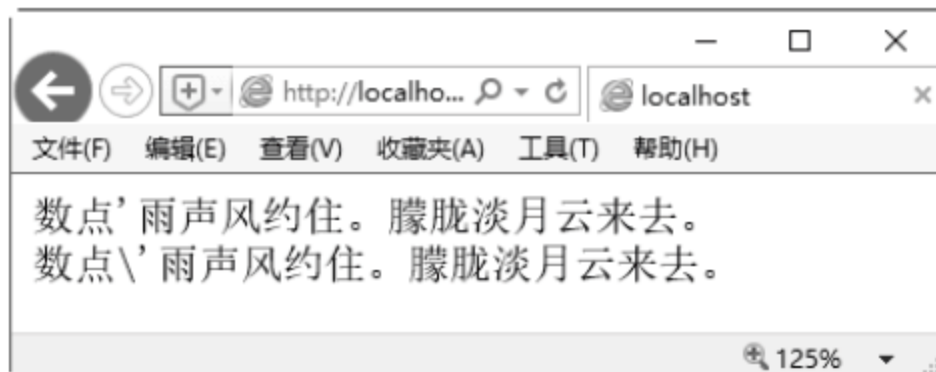 http://localho...
localhost
文件(F) 编辑(E) 查看(V) 收藏夹(A) 工具(T) 帮助(H)
数点'雨声风约住。朦胧淡月云来去。
数点\'雨声风约住。朦胧淡月云来去。
125%